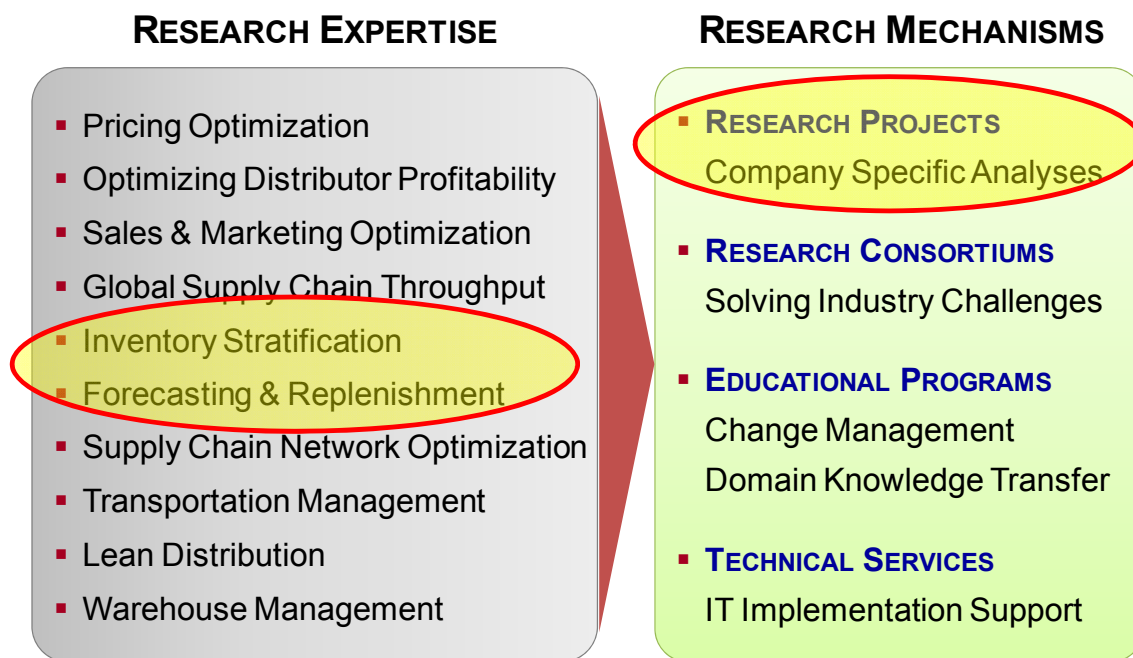 RESEARCH EXPERTISE
▪ Pricing Optimization
▪ Optimizing Distributor Profitability
▪ Sales & Marketing Optimization
▪ Global Supply Chain Throughput
▪ Inventory Stratification
▪ Forecasting & Replenishment
▪ Supply Chain Network Optimization
▪ Transportation Management
▪ Lean Distribution
▪ Warehouse Management
RESEARCH MECHANISMS
▪ RESEARCH PROJECTS
Company Specific Analyses
▪ RESEARCH CONSORTIUMS
Solving Industry Challenges
▪ EDUCATIONAL PROGRAMS
Change Management
Domain Knowledge Transfer
▪ TECHNICAL SERVICES
IT Implementation Support